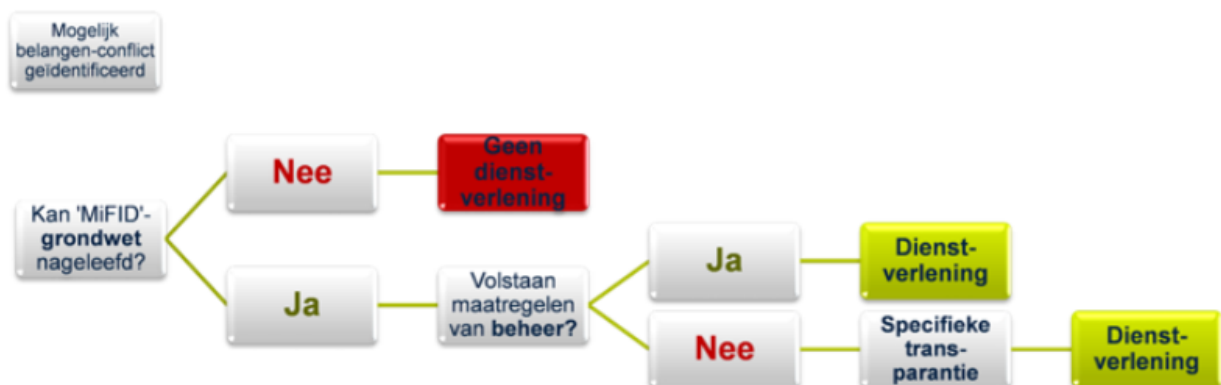 Mogelijk
belangen-conflict
geïdentificeerd
Nee
Geen
dienst-
verlening
Kan 'MiFID'-
grondwet
nageleefd?
Ja
Volstaan
maatregelen
van beheer?
Ja
Dienst-
verlening
Nee
Specifieke
trans-
parantie
Dienst-
verlening